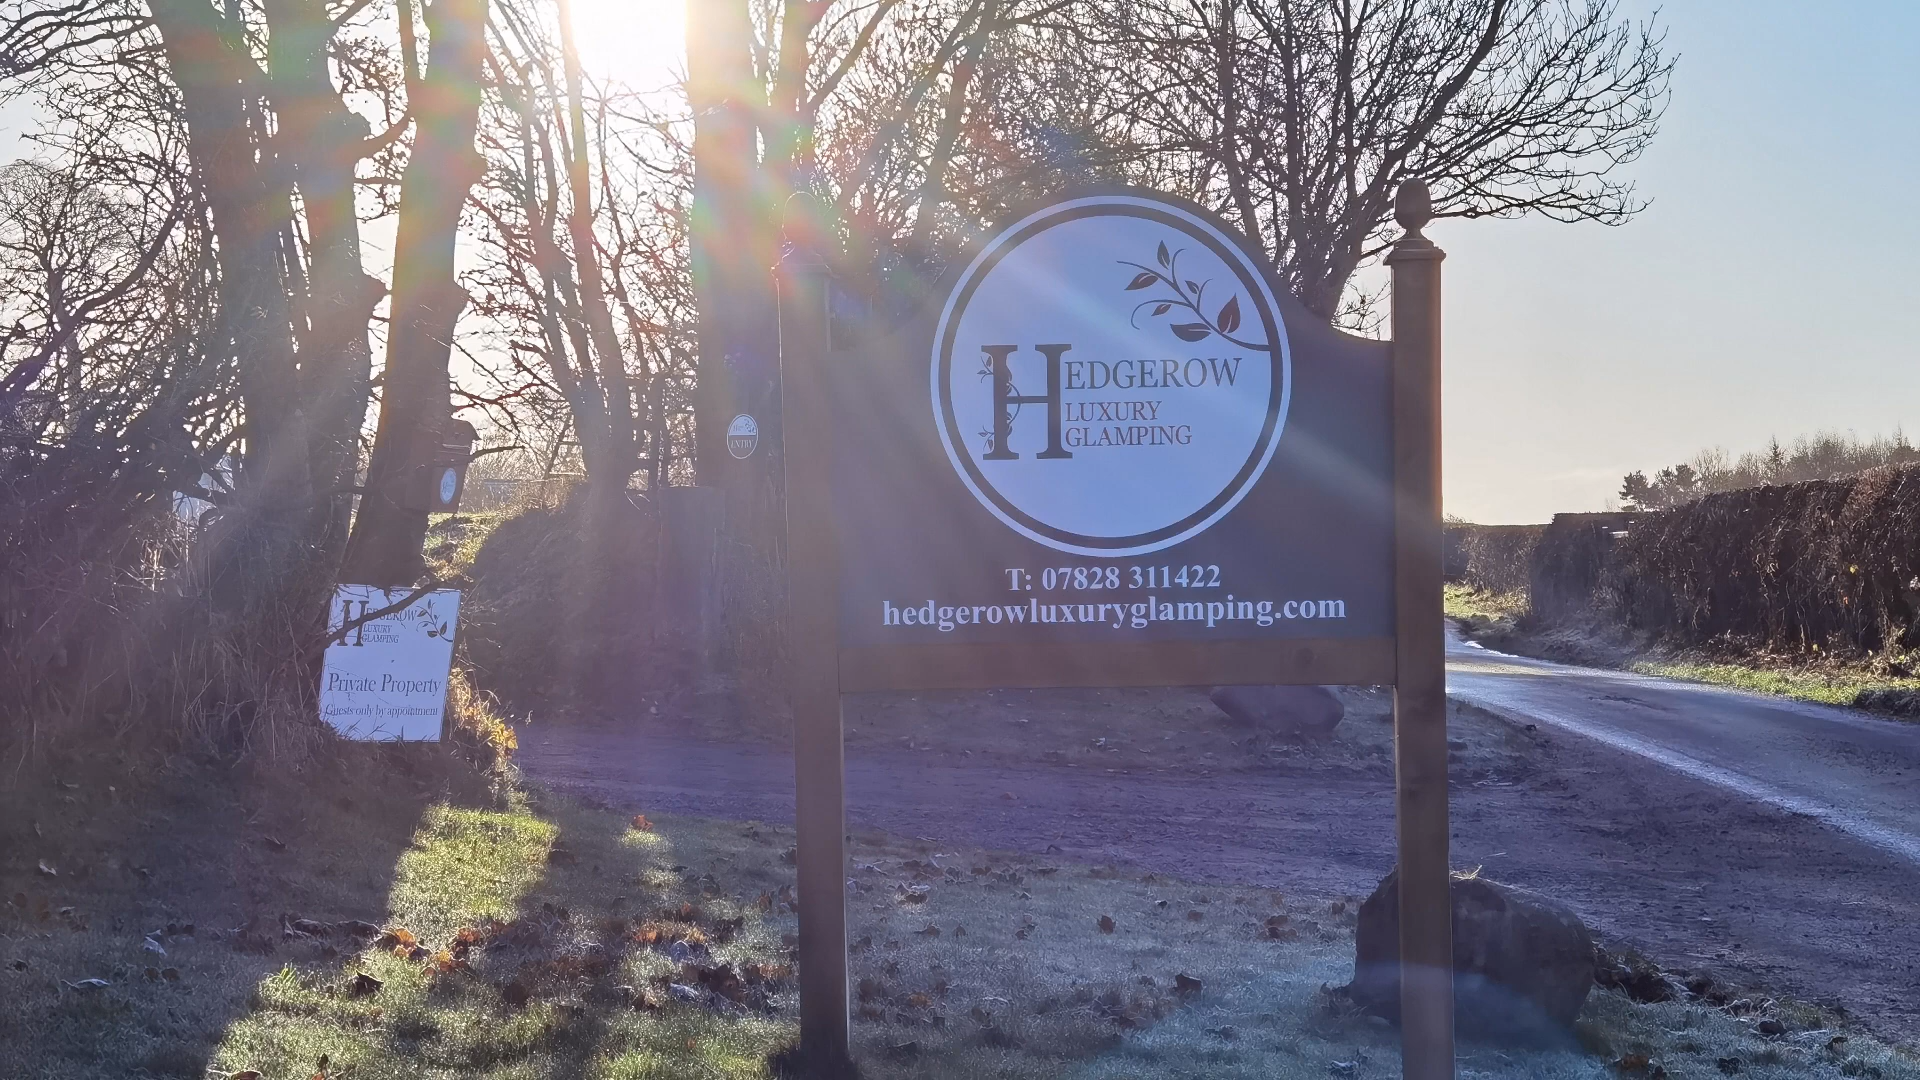 HEDGEROW
LUXURY
GLAMPING
T: 07828 311422
hedgerowluxuryglamping.com
ENTRY
HEDGEROW
LUXURY
GLAMPING
Private Property
Guests only by appointment